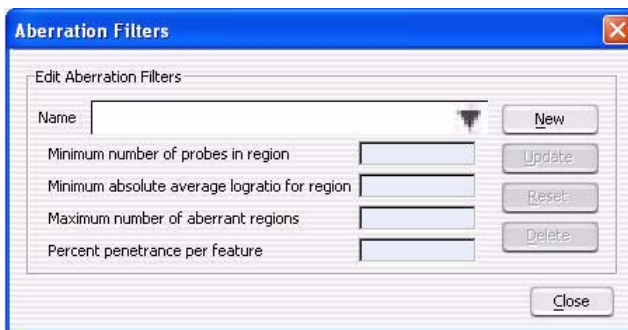 Aberration Filters
Edit Aberration Filters
Name
New
Minimum number of probes in region
Update
Minimum absolute average logratio for region
Reset
Maximum number of aberrant regions
Delete
Percent penetrance per feature
Close